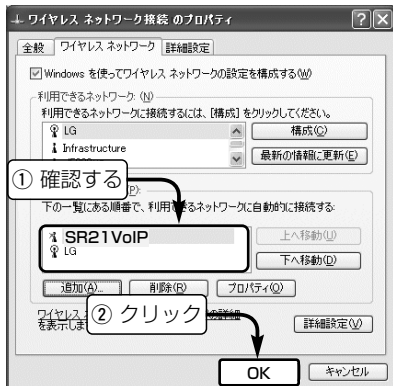 ワイヤレス ネットワーク接続 のプロパティ
全般 ワイヤレス ネットワーク 詳細設定
Windows を使ってワイヤレス ネットワークの設定を構成する(W)
利用できるネットワーク: (N)
利用できるネットワークに接続するには、[構成] をクリックしてください。
LG
構成(C)
Infrastructure
最新の情報に更新(E)
① 確認する
(P):
下の一覧にある順番で、利用できるネットワークに自動的に接続する:
SR21VoIP
上へ移動(U)
LG
下へ移動(D)
追加(A)... 削除(R) プロパティ(O)
ワイヤレス
② クリック
の詳細
を表示しま
詳細設定(V)
OK キャンセル